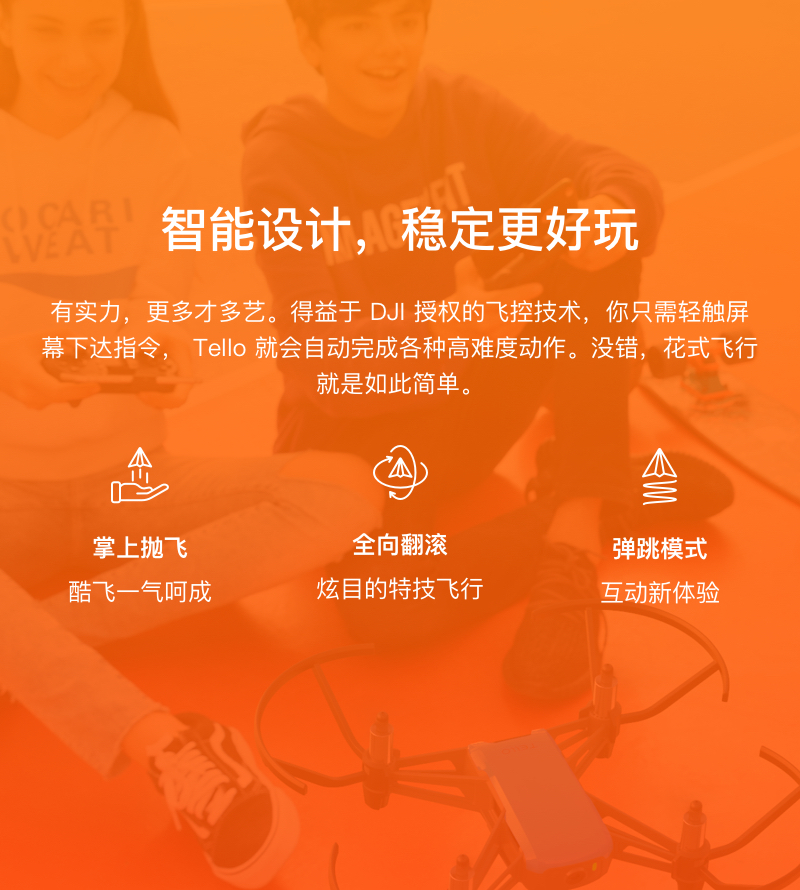 智能设计，稳定更好玩
有实力，更多才多艺。得益于 DJI 授权的飞控技术，你只需轻触屏
幕下达指令， Tello 就会自动完成各种高难度动作。没错，花式飞行
就是如此简单。
掌上抛飞
全向翻滚
弹跳模式
酷飞一气呵成
炫目的特技飞行
互动新体验
OCARI
WEAT